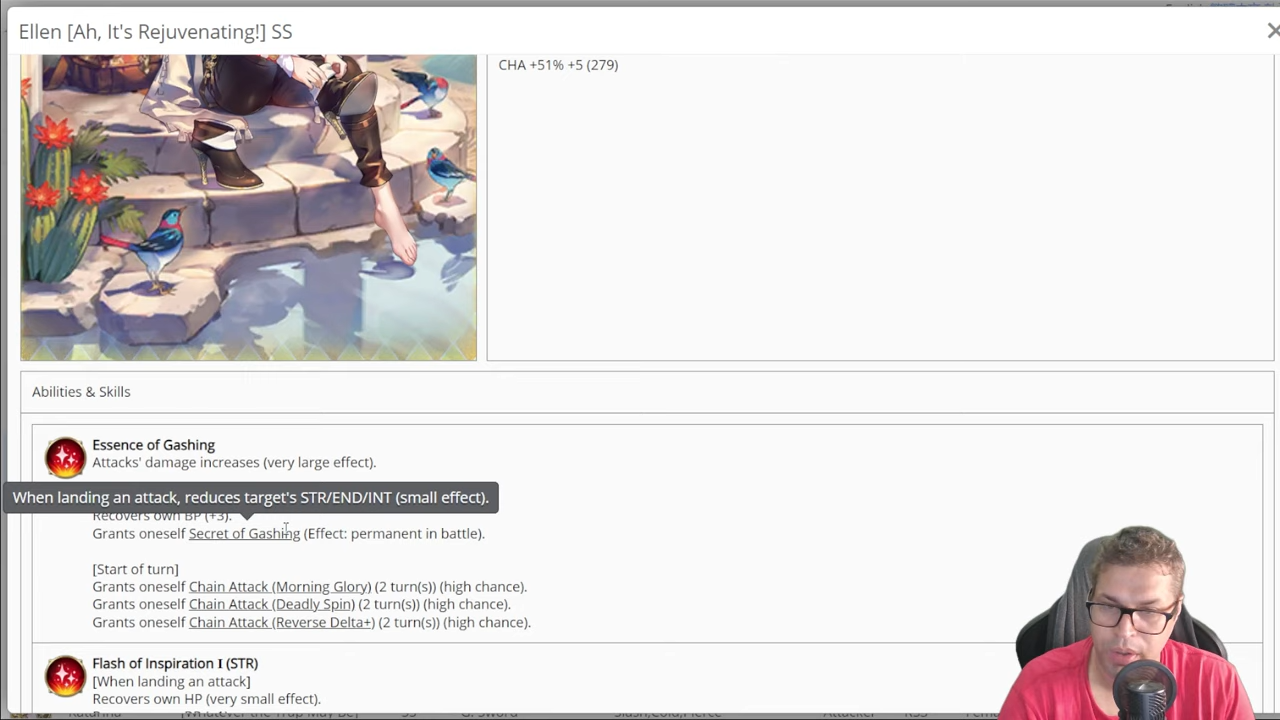 Ellen [Ah, It's Rejuvenating!] SS
CHA +51% +5 (279)
Abilities & Skills
Essence of Gashing
Attacks' damage increases (very large effect).
When landing an attack, reduces target's STR/END/INT (small effect).
Recovers own BP (+3).
Grants oneself Secret of Gashing (Effect: permanent in battle).
[Start of turn]
Grants oneself Chain Attack (Morning Glory) (2 turn(s)) (high chance).
Grants oneself Chain Attack (Deadly Spin) (2 turn(s)) (high chance).
Grants oneself Chain Attack (Reverse Delta+) (2 turn(s)) (high chance).
Flash of Inspiration I (STR)
[When landing an attack]
Recovers own HP (very small effect).